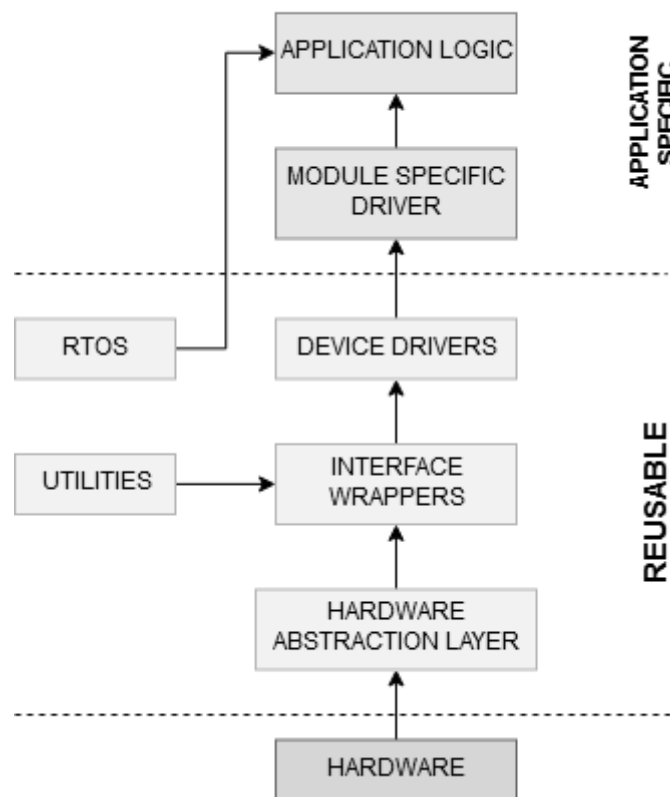 APPLICATION LOGIC
APPLICATION
SPECIFIC
MODULE SPECIFIC
DRIVER
RTOS
DEVICE DRIVERS
UTILITIES
INTERFACE
WRAPPERS
REUSABLE
HARDWARE
ABSTRACTION LAYER
HARDWARE